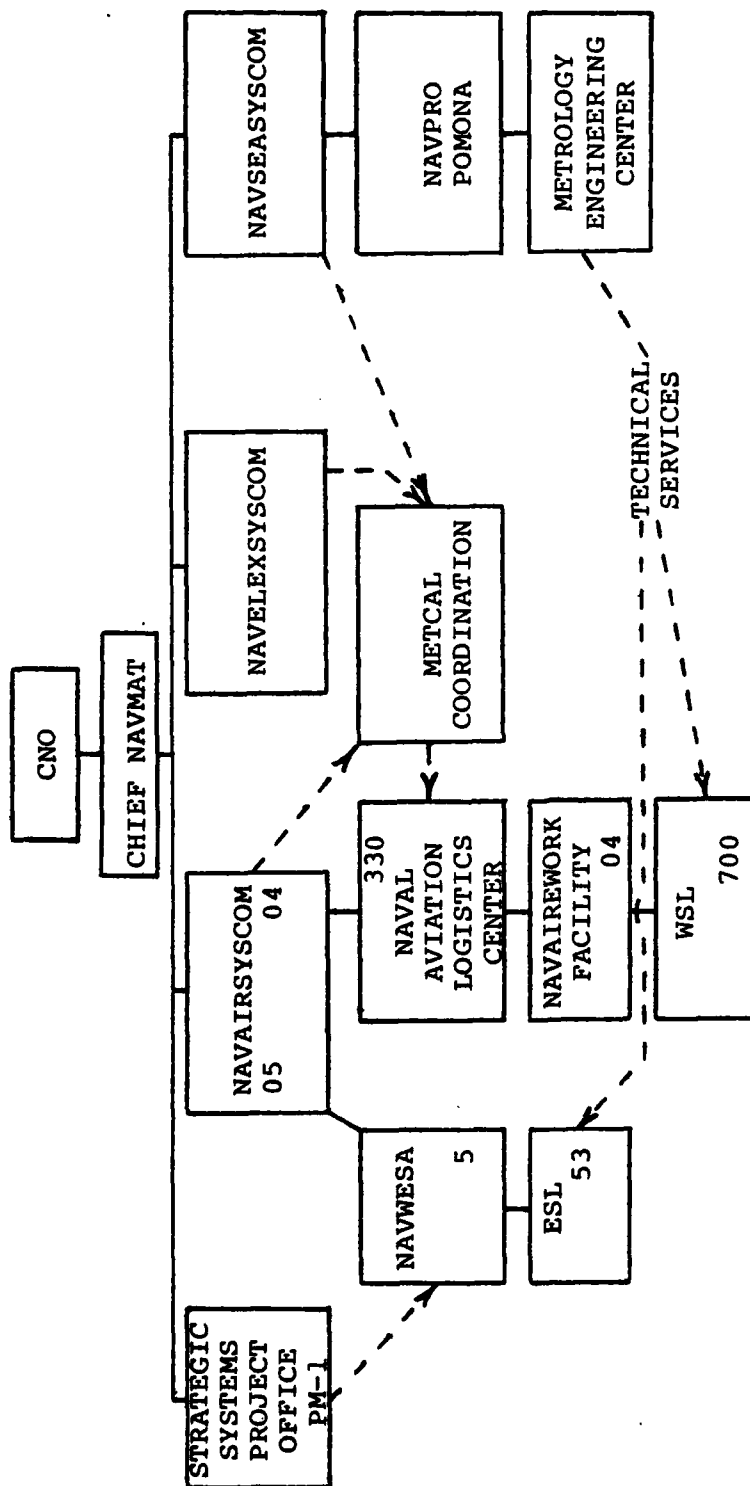 CNO
CHIEF NAVMAT
STRATEGIC
SYSTEMS
PROJECT
OFFICE
PM-1
NAVAIRSYSCOM
05 04
NAVELEXSYSCOM
NAVSEASYSCOM
NAVWESA
5
330
NAVAL
AVIATION
LOGISTICS
CENTER
METCAL
COORDINATION
NAVPRO
POMONA
ESL
53
NAVAIREWORK
FACILITY
04
METROLOGY
ENGINEERING
CENTER
WSL
700
TECHNICAL
SERVICES